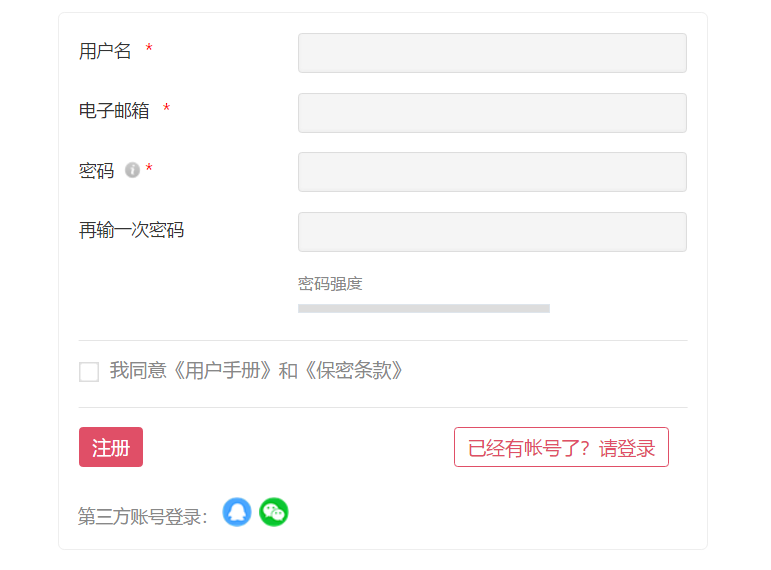 用户名 *
电子邮箱 *
密码 i *
再输一次密码
密码强度
我同意《用户手册》和《保密条款》
注册
已经有帐号了？请登录
第三方账号登录：